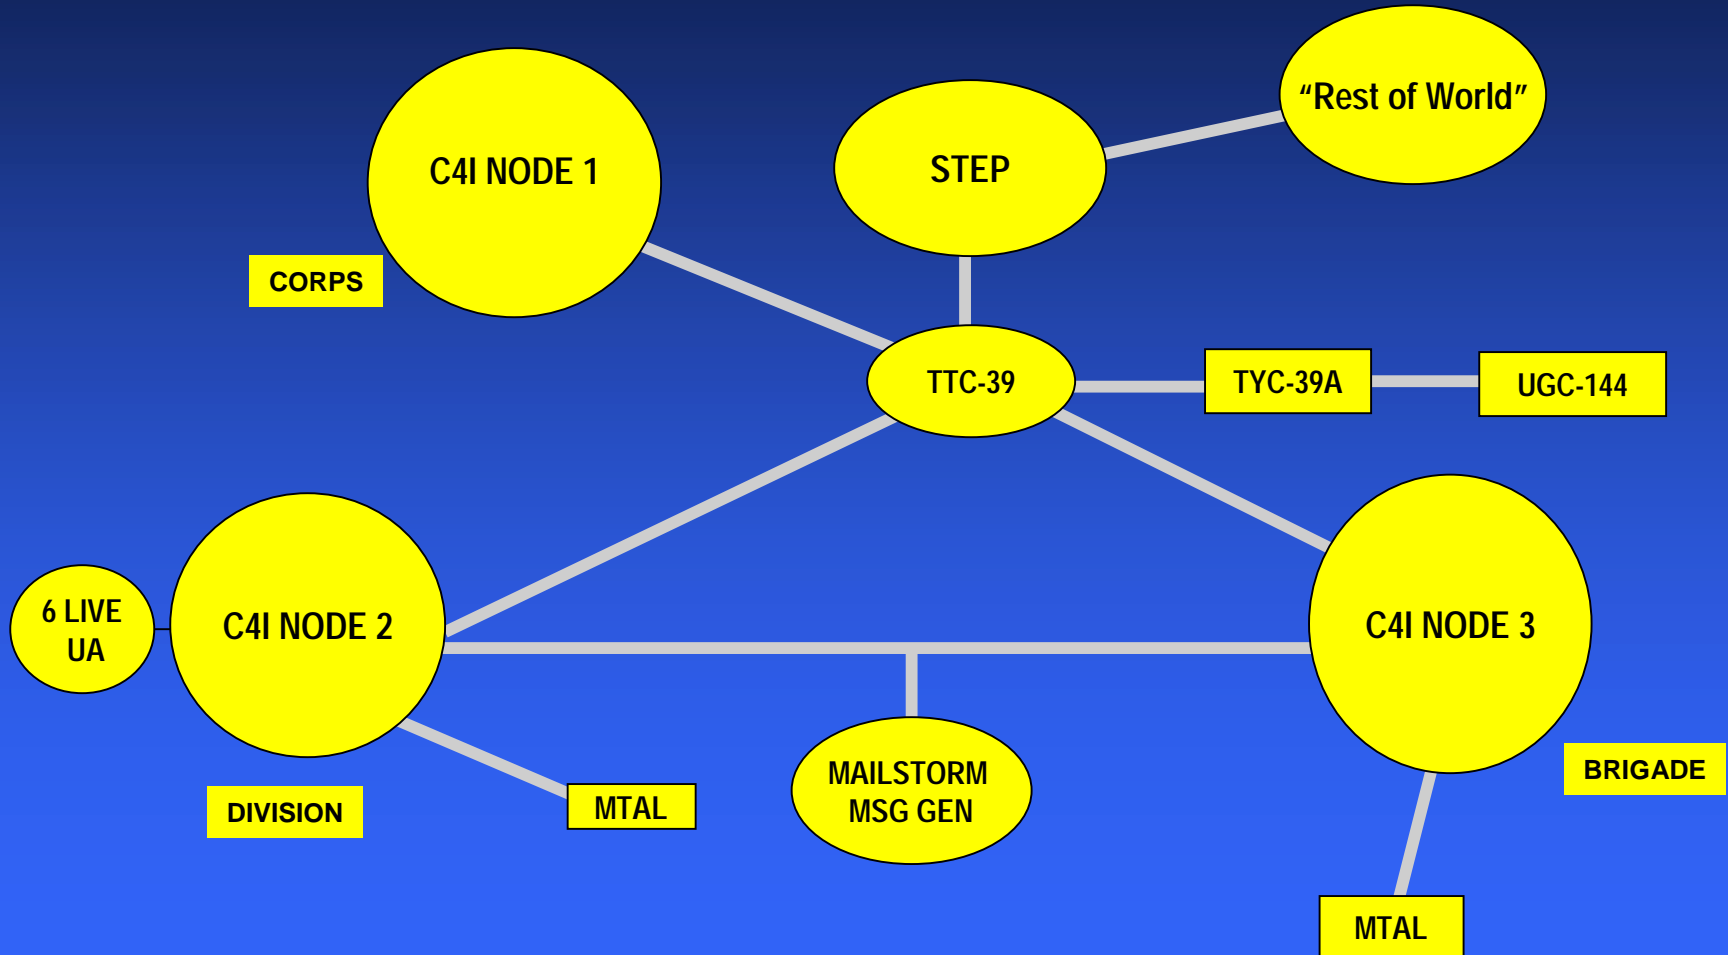 “Rest of World”
C4I NODE 1
STEP
CORPS
TTC-39
TYC-39A
UGC-144
6 LIVE
UA
C4I NODE 2
C4I NODE 3
MAILSTORM
MSG GEN
BRIGADE
DIVISION
MTAL
MTAL